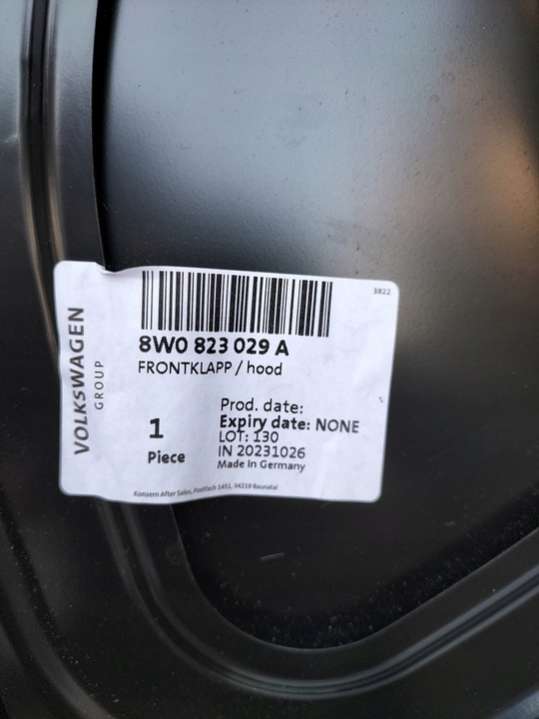 3822
8W0 823 029 A
FRONTKLAPP / hood
VOLKSWAGEN
GROUP
1
Piece
Prod. date:
Expiry date: NONE
LOT: 130
IN 20231026
Made In Germany
Konzern After Sales, Postfach 1451, 34219 Baunatal